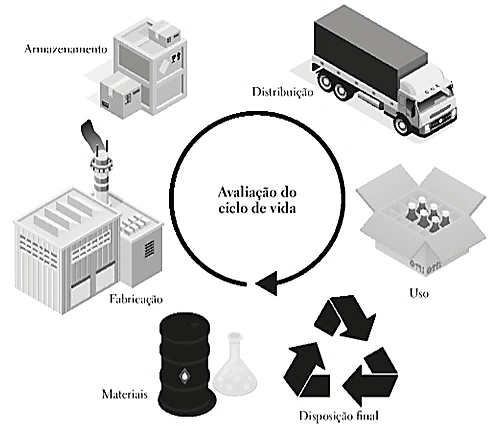 Armazenamento
Distribuição
Avaliação do
ciclo de vida
Uso
Fabricação
Materiais
Disposição final